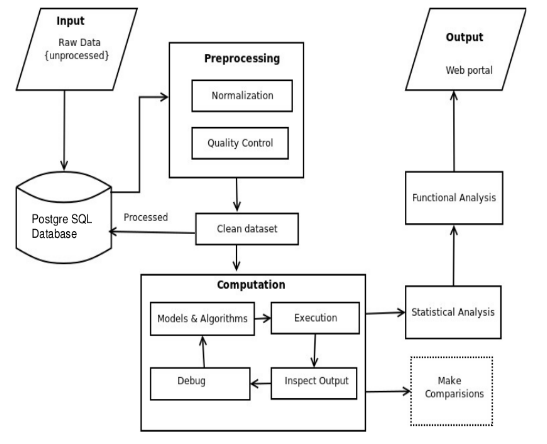 Input
Raw Data
{unprocessed}
Preprocessing
Normalization
Quality Control
Output
Web portal
Postgre SQL
Database
Processed
Clean dataset
Functional Analysis
Computation
Models & Algorithms
Execution
Debug
Inspect Output
Statistical Analysis
Make
Comparisions